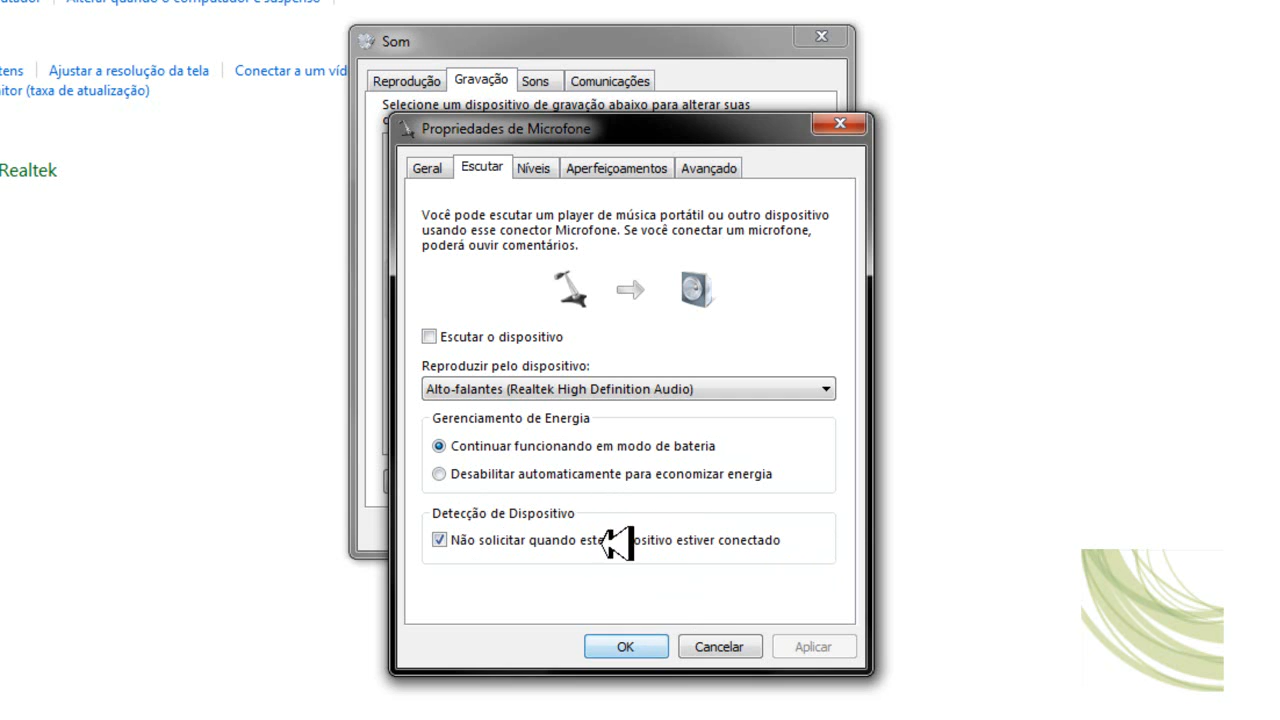 Alterar quando o computador é suspenso
Som
tens
Ajustar a resolução da tela
Conectar a um víd
itor (taxa de atualização)
Realtek
Reprodução
Gravação
Sons
Comunicações
Selecione um dispositivo de gravação abaixo para alterar suas
Propriedades de Microfone
Geral
Escutar
Níveis
Aperfeiçoamentos
Avançado
Você pode escutar um player de música portátil ou outro dispositivo
usando esse conector Microfone. Se você conectar um microfone,
poderá ouvir comentários.
Escutar o dispositivo
Reproduzir pelo dispositivo:
Alto-falantes (Realtek High Definition Audio)
Gerenciamento de Energia
Continuar funcionando em modo de bateria
Desabilitar automaticamente para economizar energia
Detecção de Dispositivo
Não solicitar quando este ositivo estiver conectado
OK
Cancelar
Aplicar